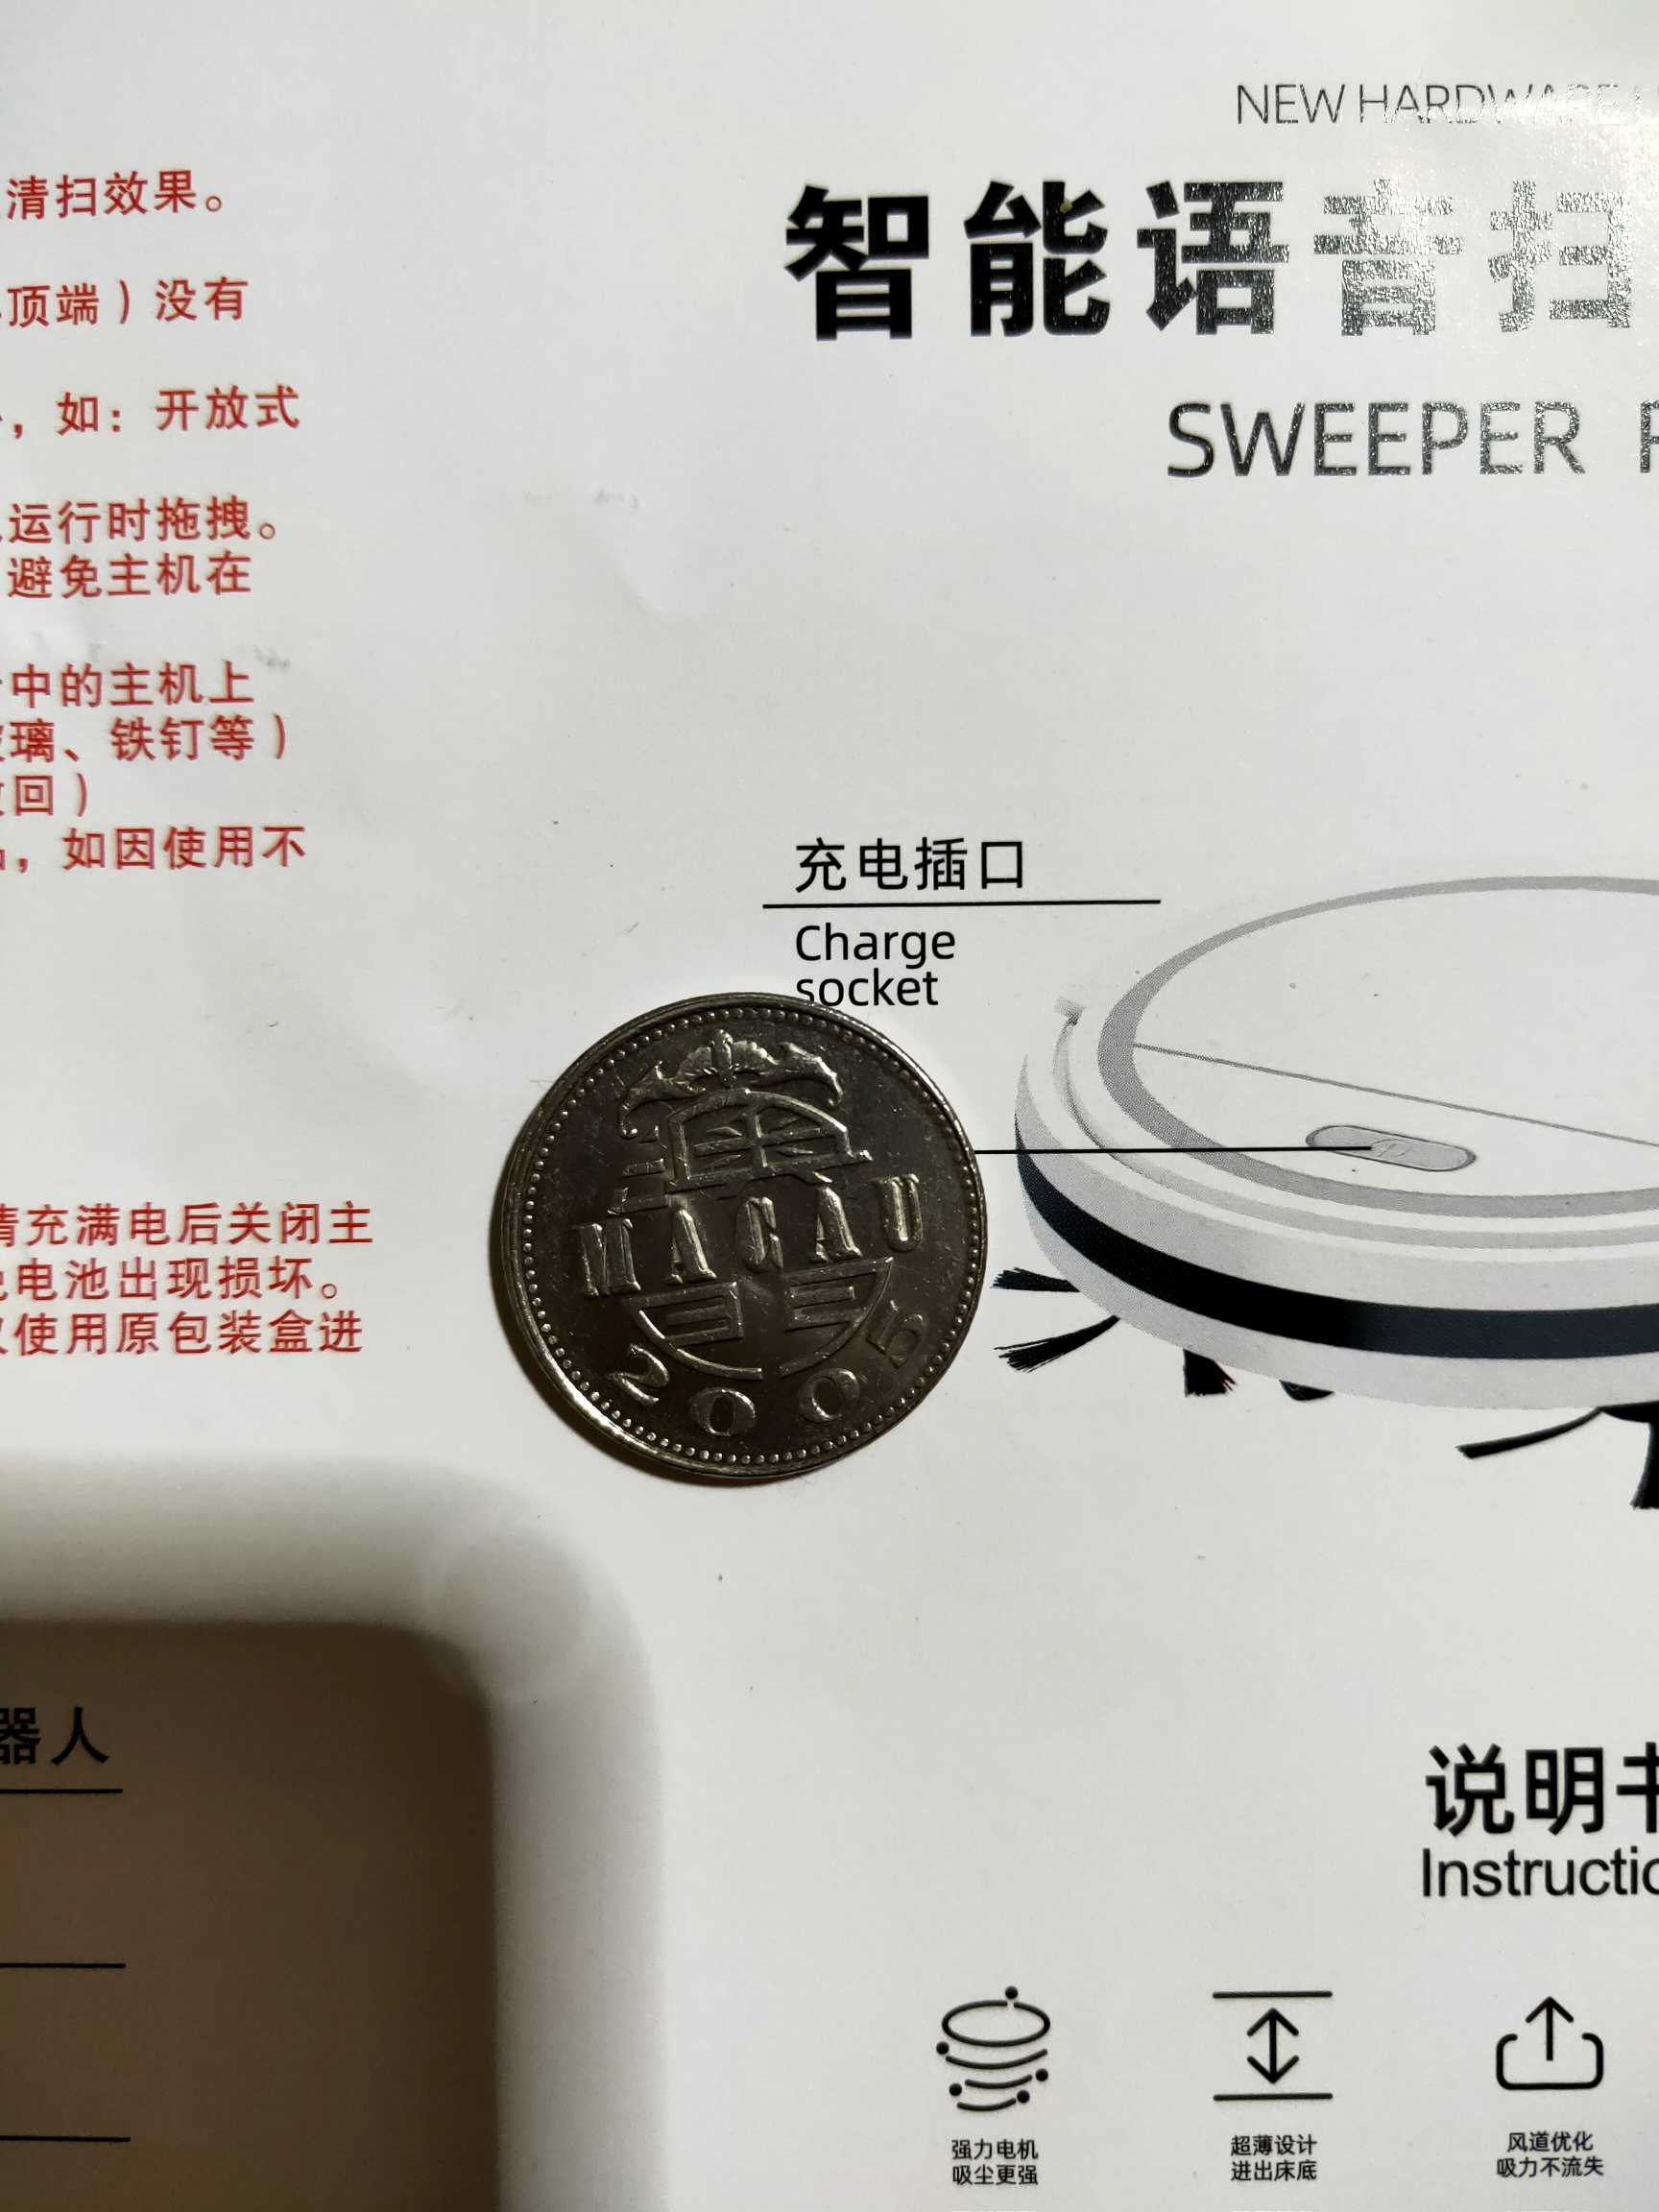 清扫效果。
顶端）没有
，如：开放式
运行时拖拽。
避免主机在
中的主机上
璃、铁钉等）
回）
，如因使用不
请充满电后关闭主
电池出现损坏。
使用原包装盒进
器人
NEW HARDWARE
智能语音扫
SWEEPER
充电插口
Charge
socket
澳門
MACAU
2005
说明书
Instructio
强力电机
吸尘更强
超薄设计
进出床底
风道优化
吸力不流失